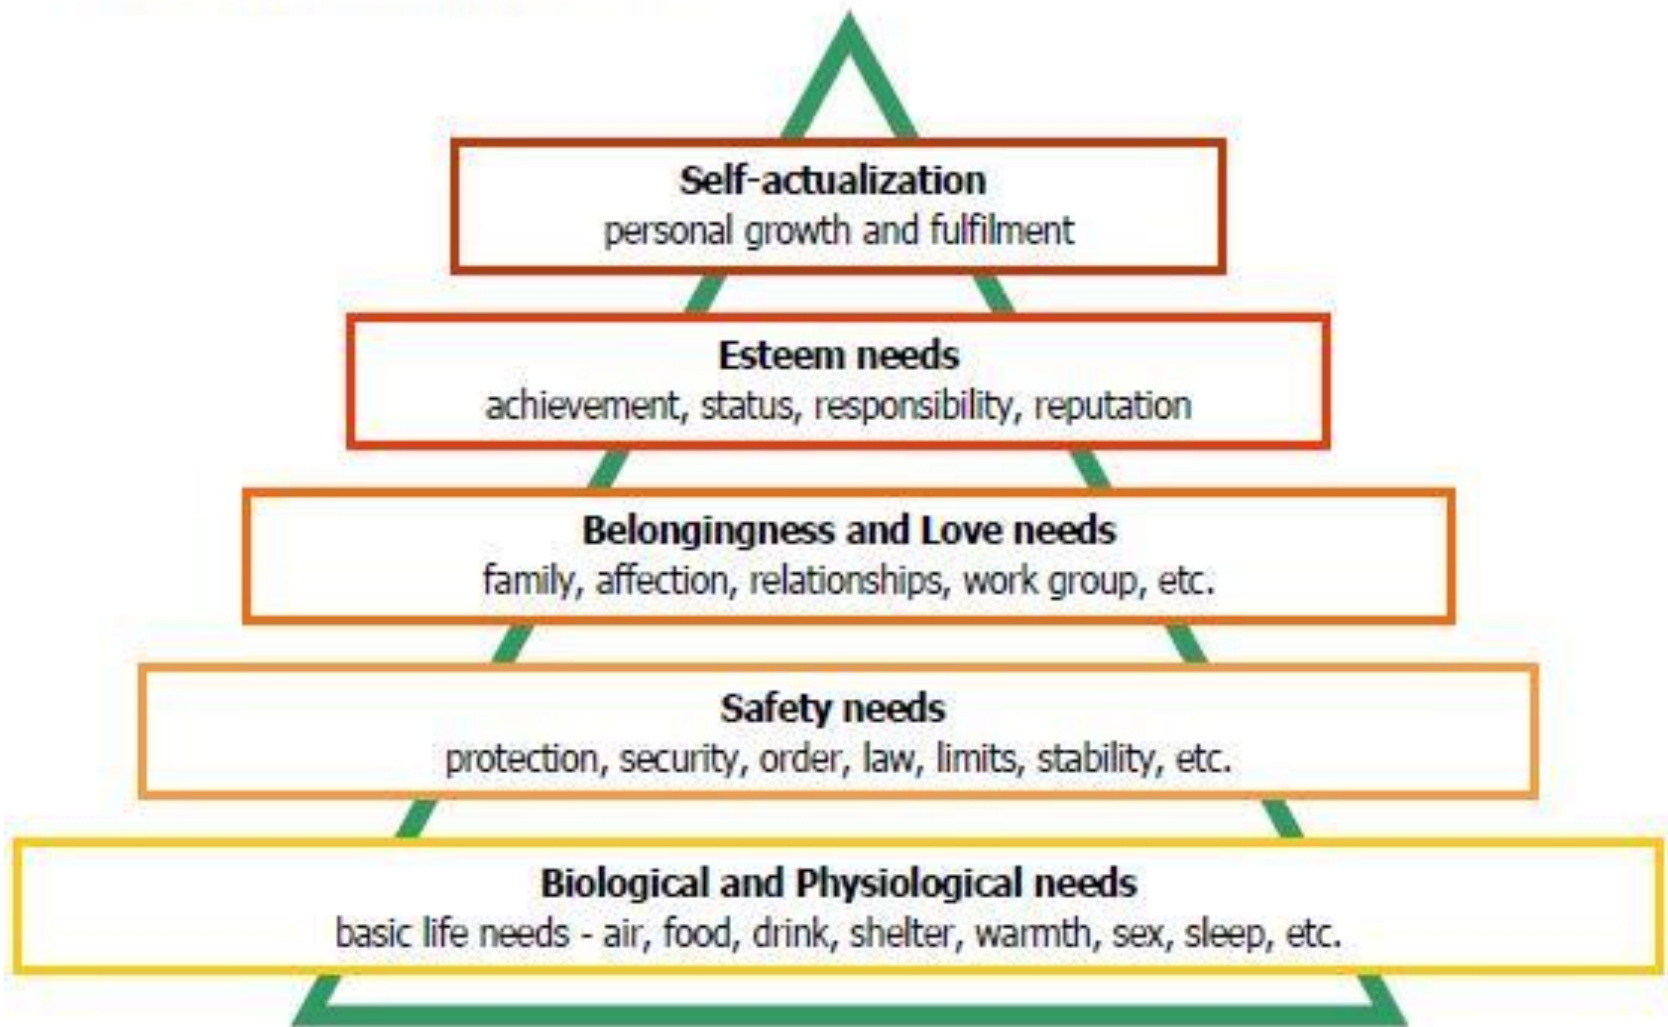 Self-actualization
personal growth and fulfilment
Esteem needs
achievement, status, responsibility, reputation
Belongingness and Love needs
family, affection, relationships, work group, etc.
Safety needs
protection, security, order, law, limits, stability, etc.
Biological and Physiological needs
basic life needs - air, food, drink, shelter, warmth, sex, sleep, etc.